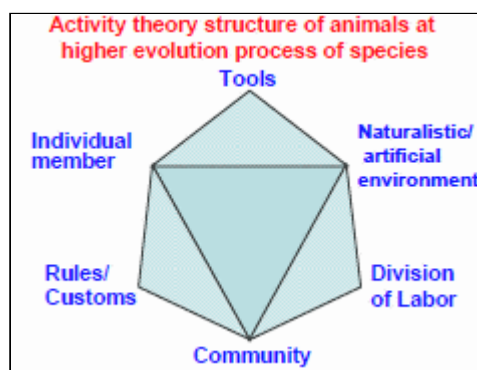 Activity theory structure of animals at
higher evolution process of species
Tools
Individual
member
Naturalistic/
artificial
environment
Rules/
Customs
Division
of Labor
Community